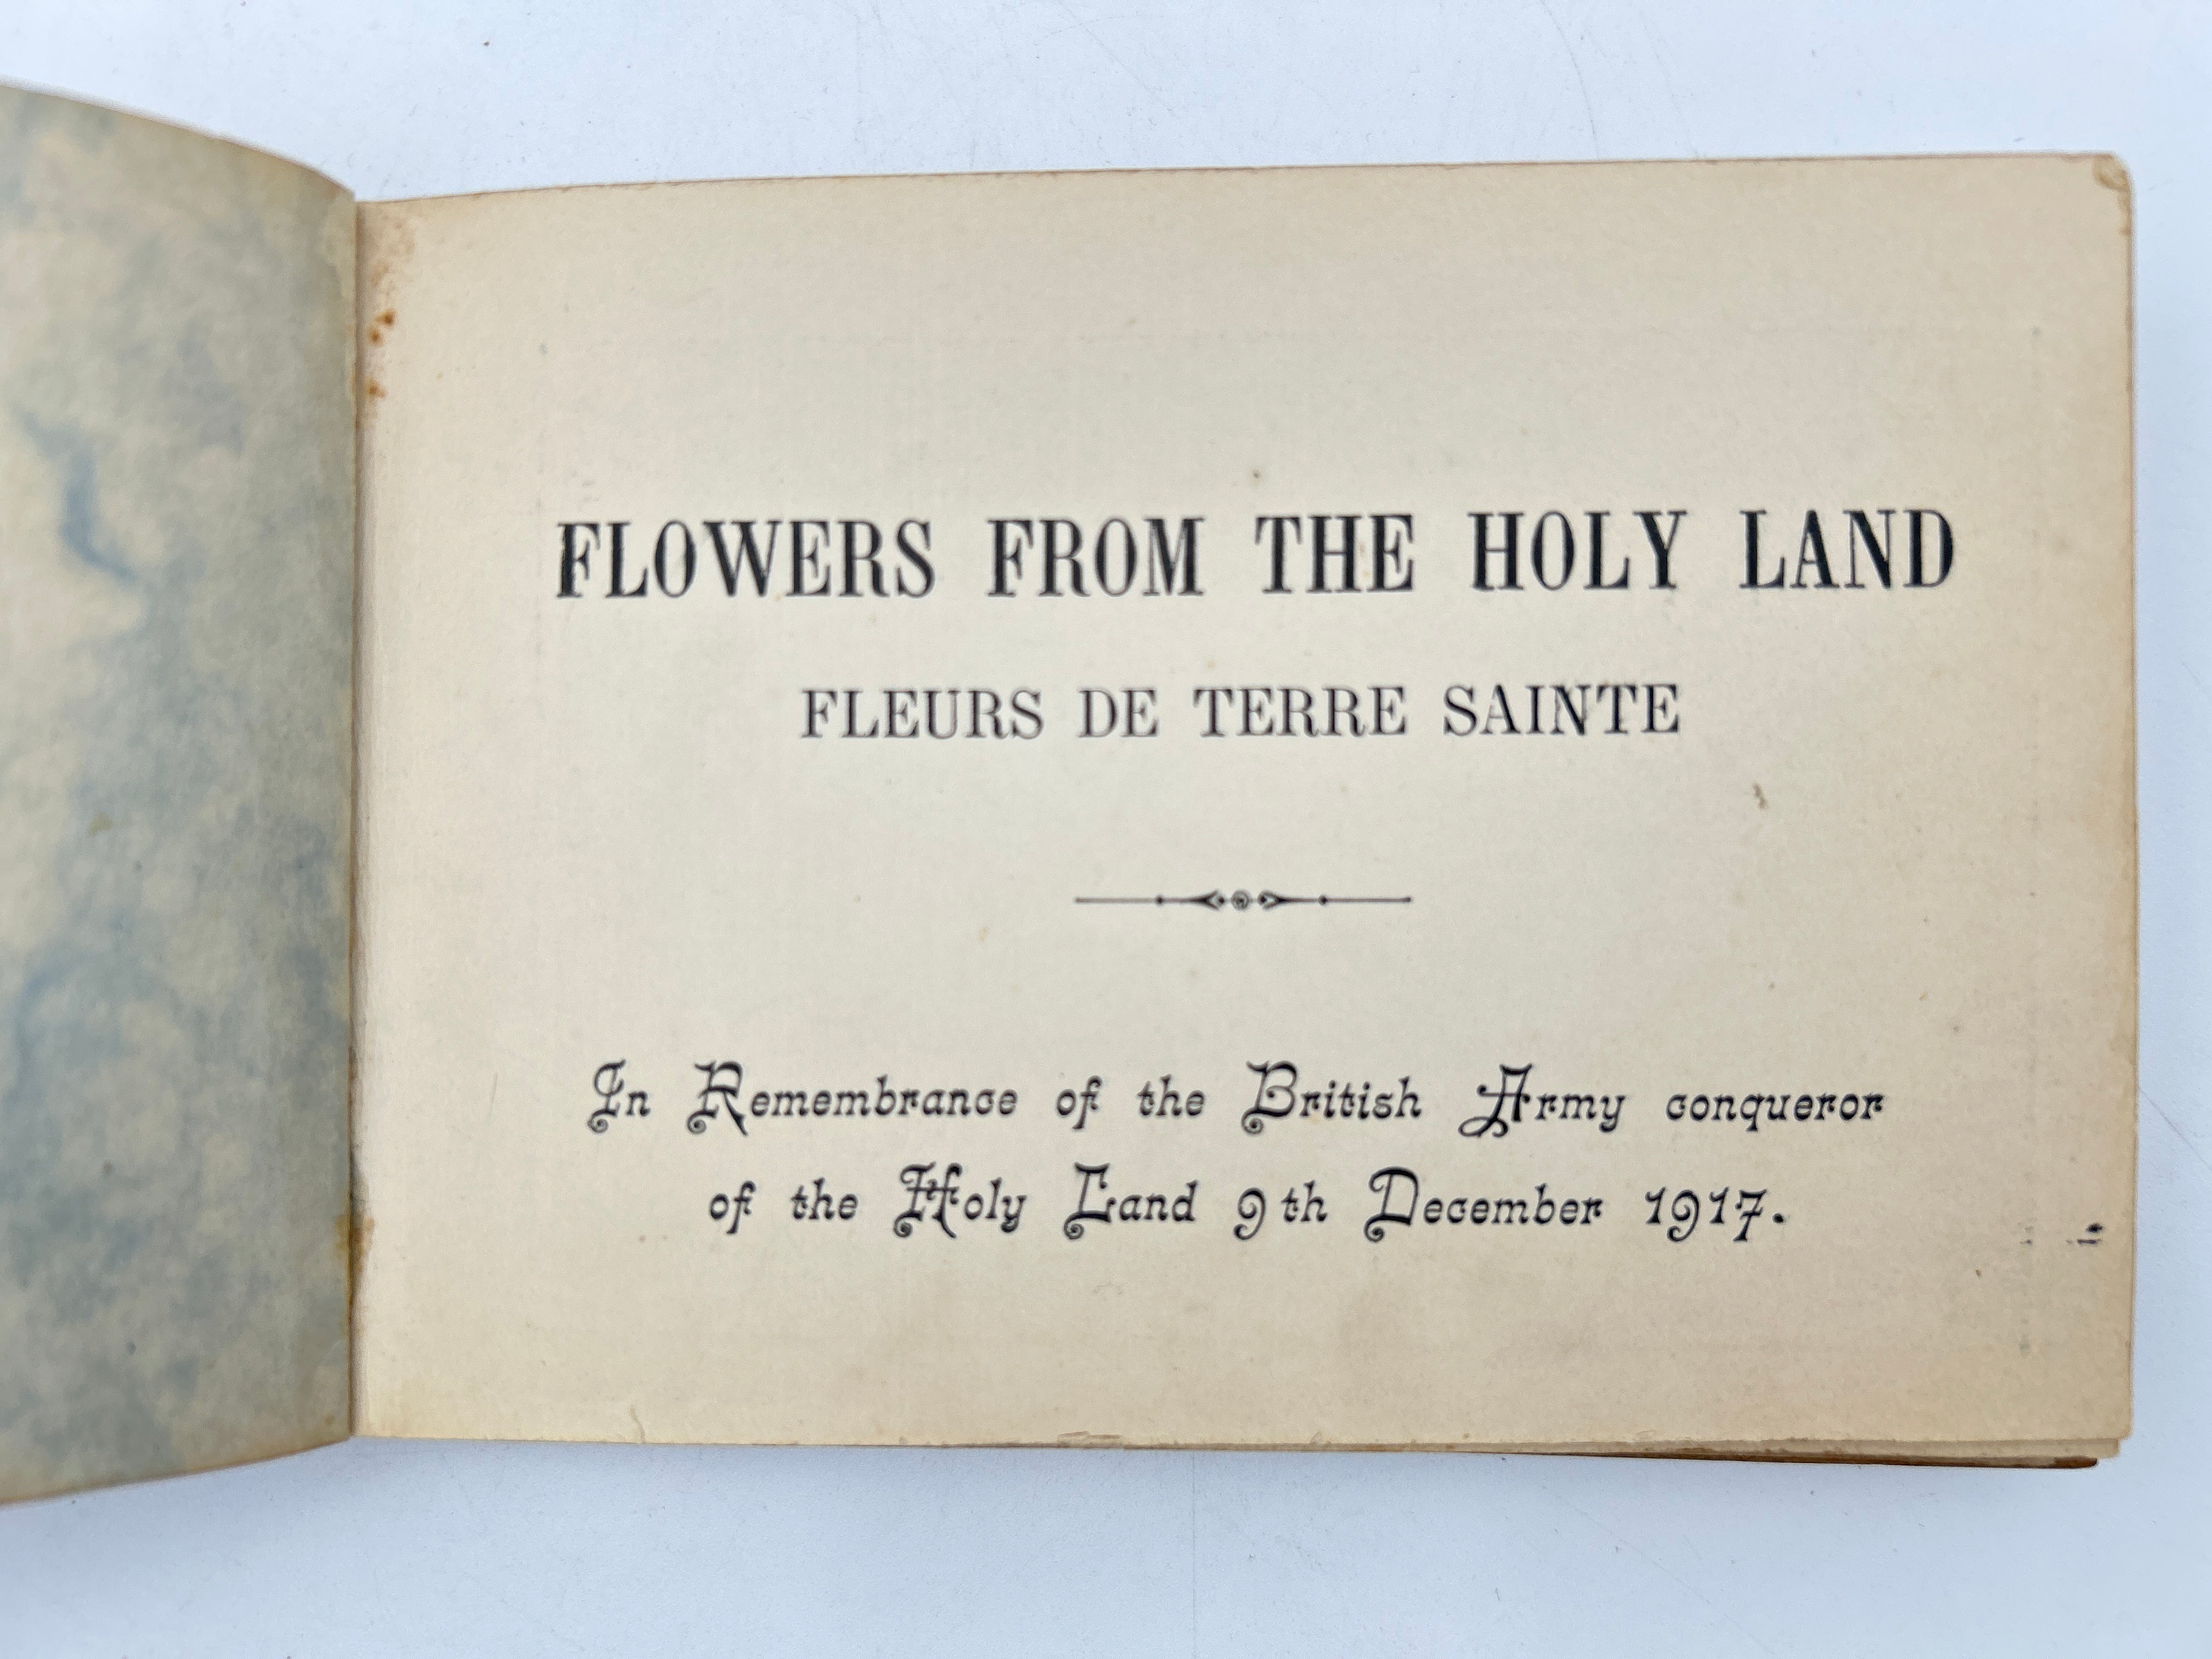 FLOWERS FROM THE HOLY LAND
FLEURS DE TERRE SAINTE
In Remembrance of the British Army conqueror
of the Holy Land 9th December 1917.